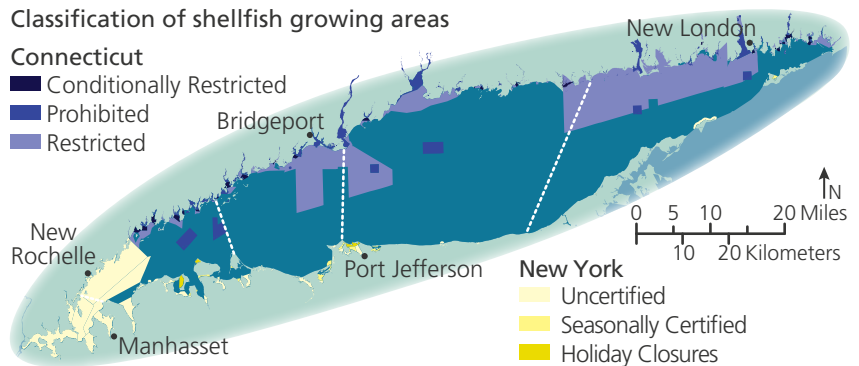 Classification of shellfish growing areas
Connecticut
Conditionally Restricted
Prohibited
Restricted
New London
Bridgeport
N
0 5 10 20 Miles
10 20 Kilometers
New
Rochelle
Port Jefferson
Manhasset
New York
Uncertified
Seasonally Certified
Holiday Closures